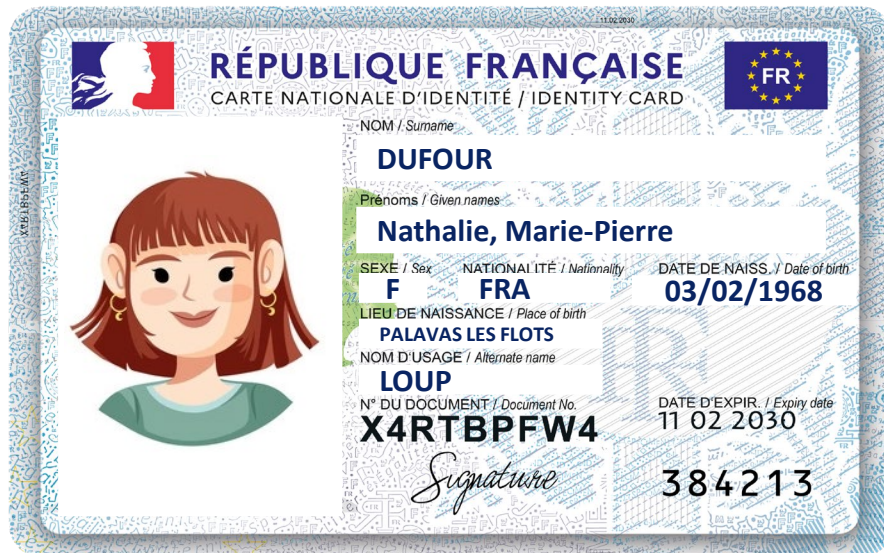 11.02.2030
RÉPUBLIQUE FRANÇAISE
FR
CARTE NATIONALE D'IDENTITÉ / IDENTITY CARD
NOM / Surname
DUFOUR
Prénoms / Given names
Nathalie, Marie-Pierre
SEXE / Sex NATIONALITÉ / Nationality DATE DE NAISS. / Date of birth
F FRA 03/02/1968
LIEU DE NAISSANCE / Place of birth
PALAVAS LES FLOTS
NOM D'USAGE / Alternate name
LOUP
N° DU DOCUMENT / Document No. DATE D'EXPIR. / Expiry date
X4RTBPFW4 11 02 2030
Signature
384213
X4RTBPFW4